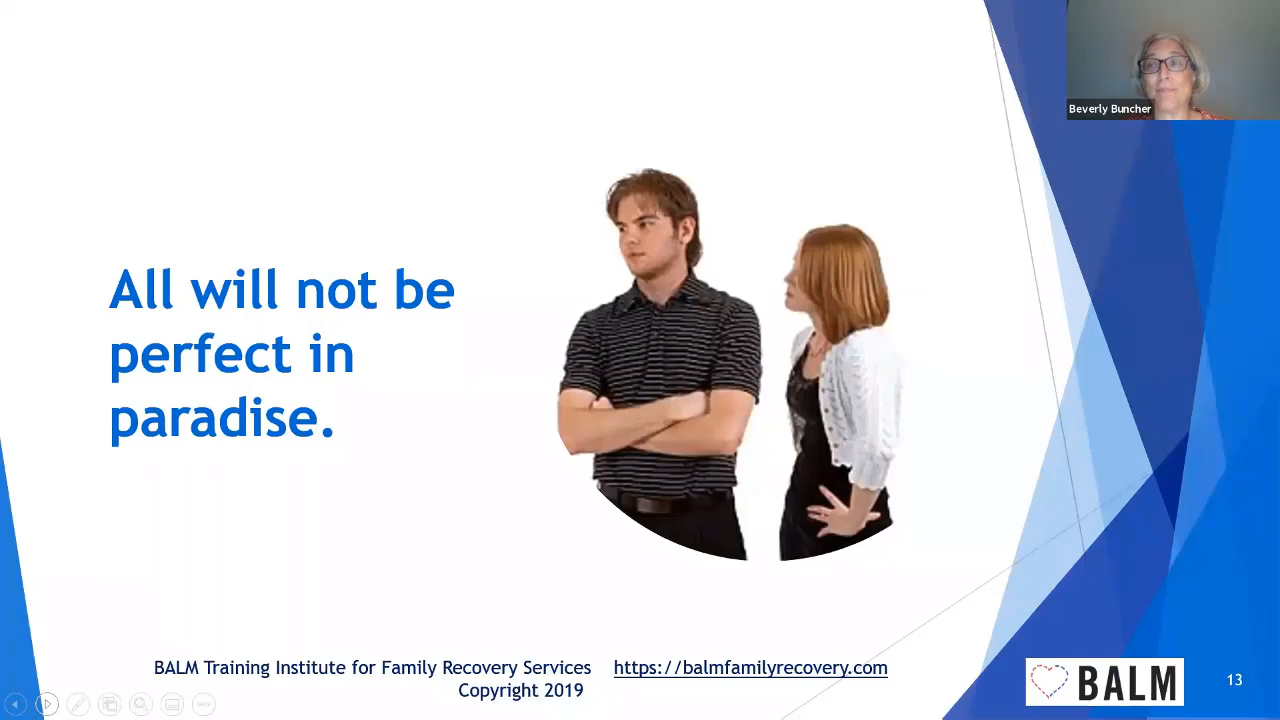 Beverly Buncher
All will not be
perfect in
paradise.
BALM Training Institute for Family Recovery Services https://balmfamilyrecovery.com
Copyright 2019
BALM
13